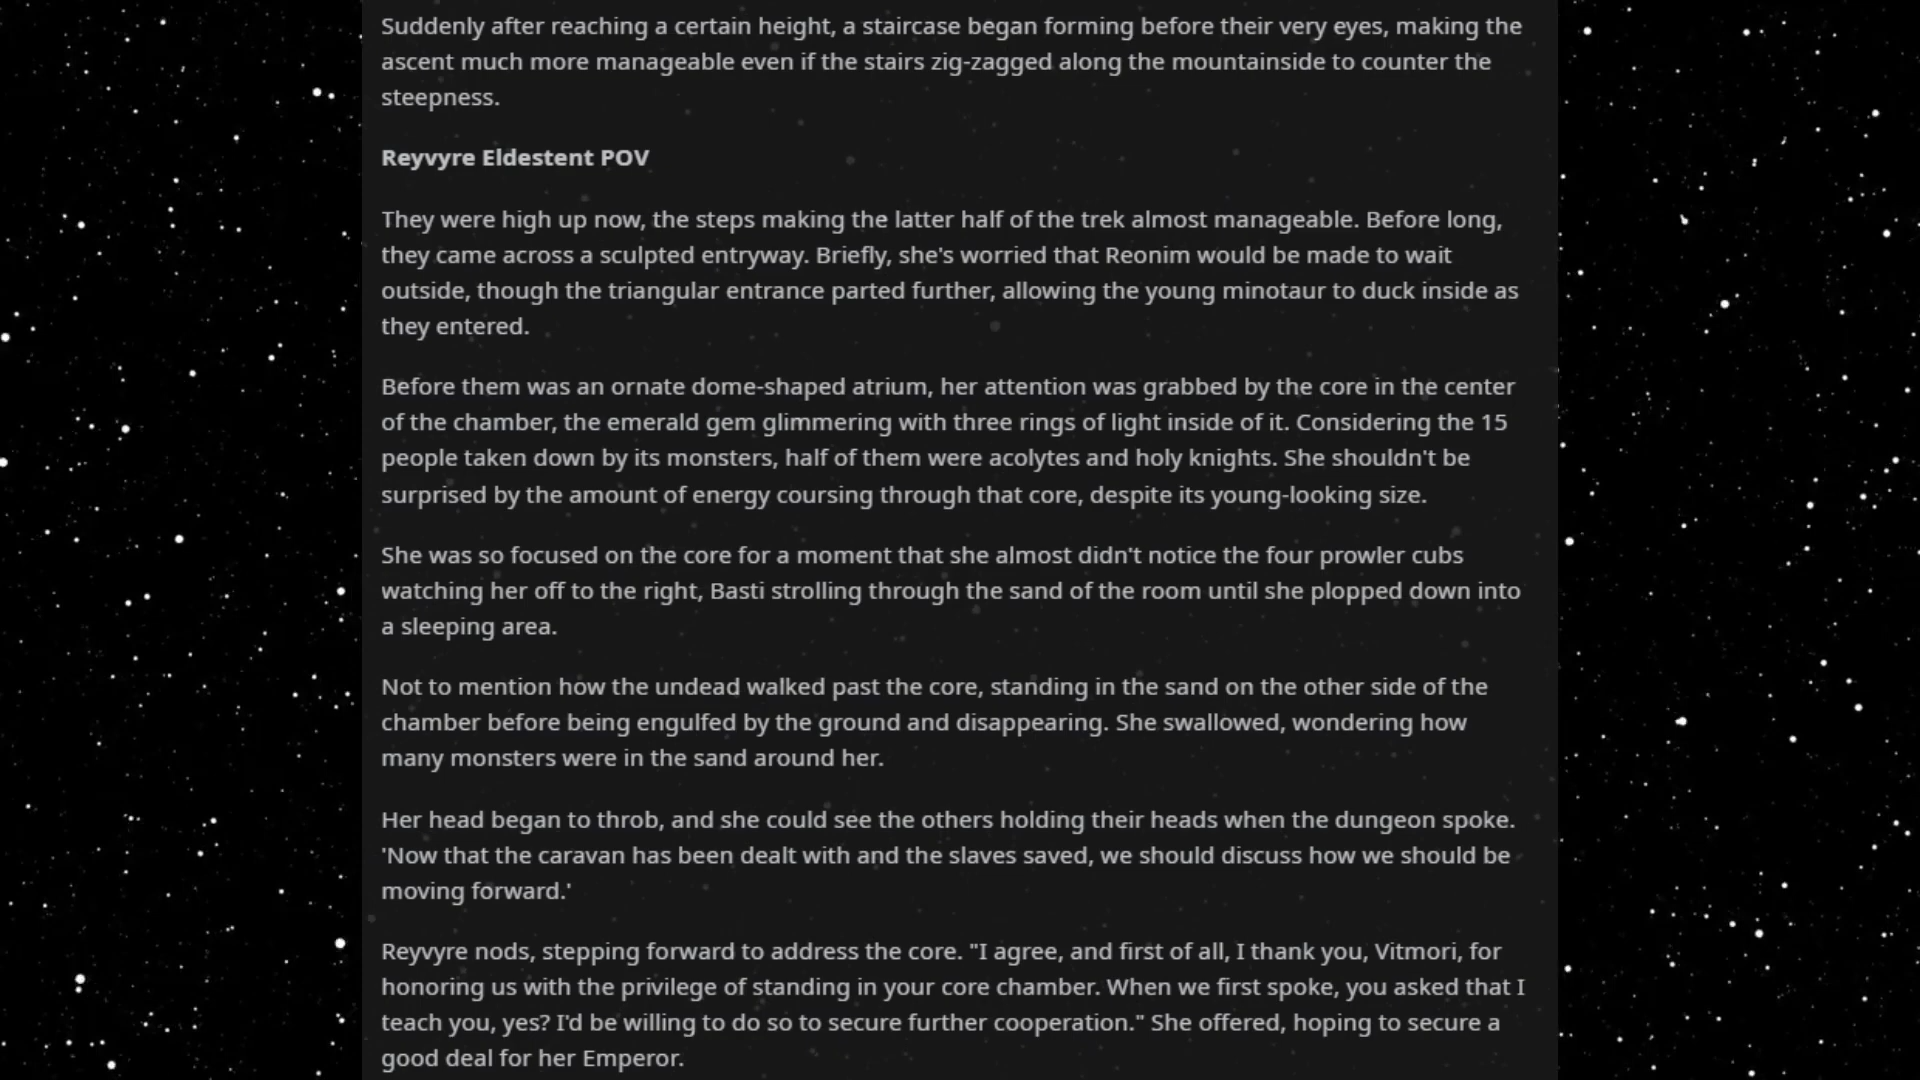 Suddenly after reaching a certain height, a staircase began forming before their very eyes, making the
ascent much more manageable even if the stairs zig-zagged along the mountainside to counter the
steepness.
Reyvyre Eldestent POV
They were high up now, the steps making the latter half of the trek almost manageable. Before long,
they came across a sculpted entryway. Briefly, she's worried that Reonim would be made to wait
outside, though the triangular entrance parted further, allowing the young minotaur to duck inside as
they entered.
Before them was an ornate dome-shaped atrium, her attention was grabbed by the core in the center
of the chamber, the emerald gem glimmering with three rings of light inside of it. Considering the 15
people taken down by its monsters, half of them were acolytes and holy knights. She shouldn't be
surprised by the amount of energy coursing through that core, despite its young-looking size.
She was so focused on the core for a moment that she almost didn't notice the four prowler cubs
watching her off to the right, Basti strolling through the sand of the room until she plopped down into
a sleeping area.
Not to mention how the undead walked past the core, standing in the sand on the other side of the
chamber before being engulfed by the ground and disappearing. She swallowed, wondering how
many monsters were in the sand around her.
Her head began to throb, and she could see the others holding their heads when the dungeon spoke.
'Now that the caravan has been dealt with and the slaves saved, we should discuss how we should be
moving forward.'
Reyvyre nods, stepping forward to address the core. "I agree, and first of all, I thank you, Vitmori, for
honoring us with the privilege of standing in your core chamber. When we first spoke, you asked that I
teach you, yes? I'd be willing to do so to secure further cooperation." She offered, hoping to secure a
good deal for her Emperor.